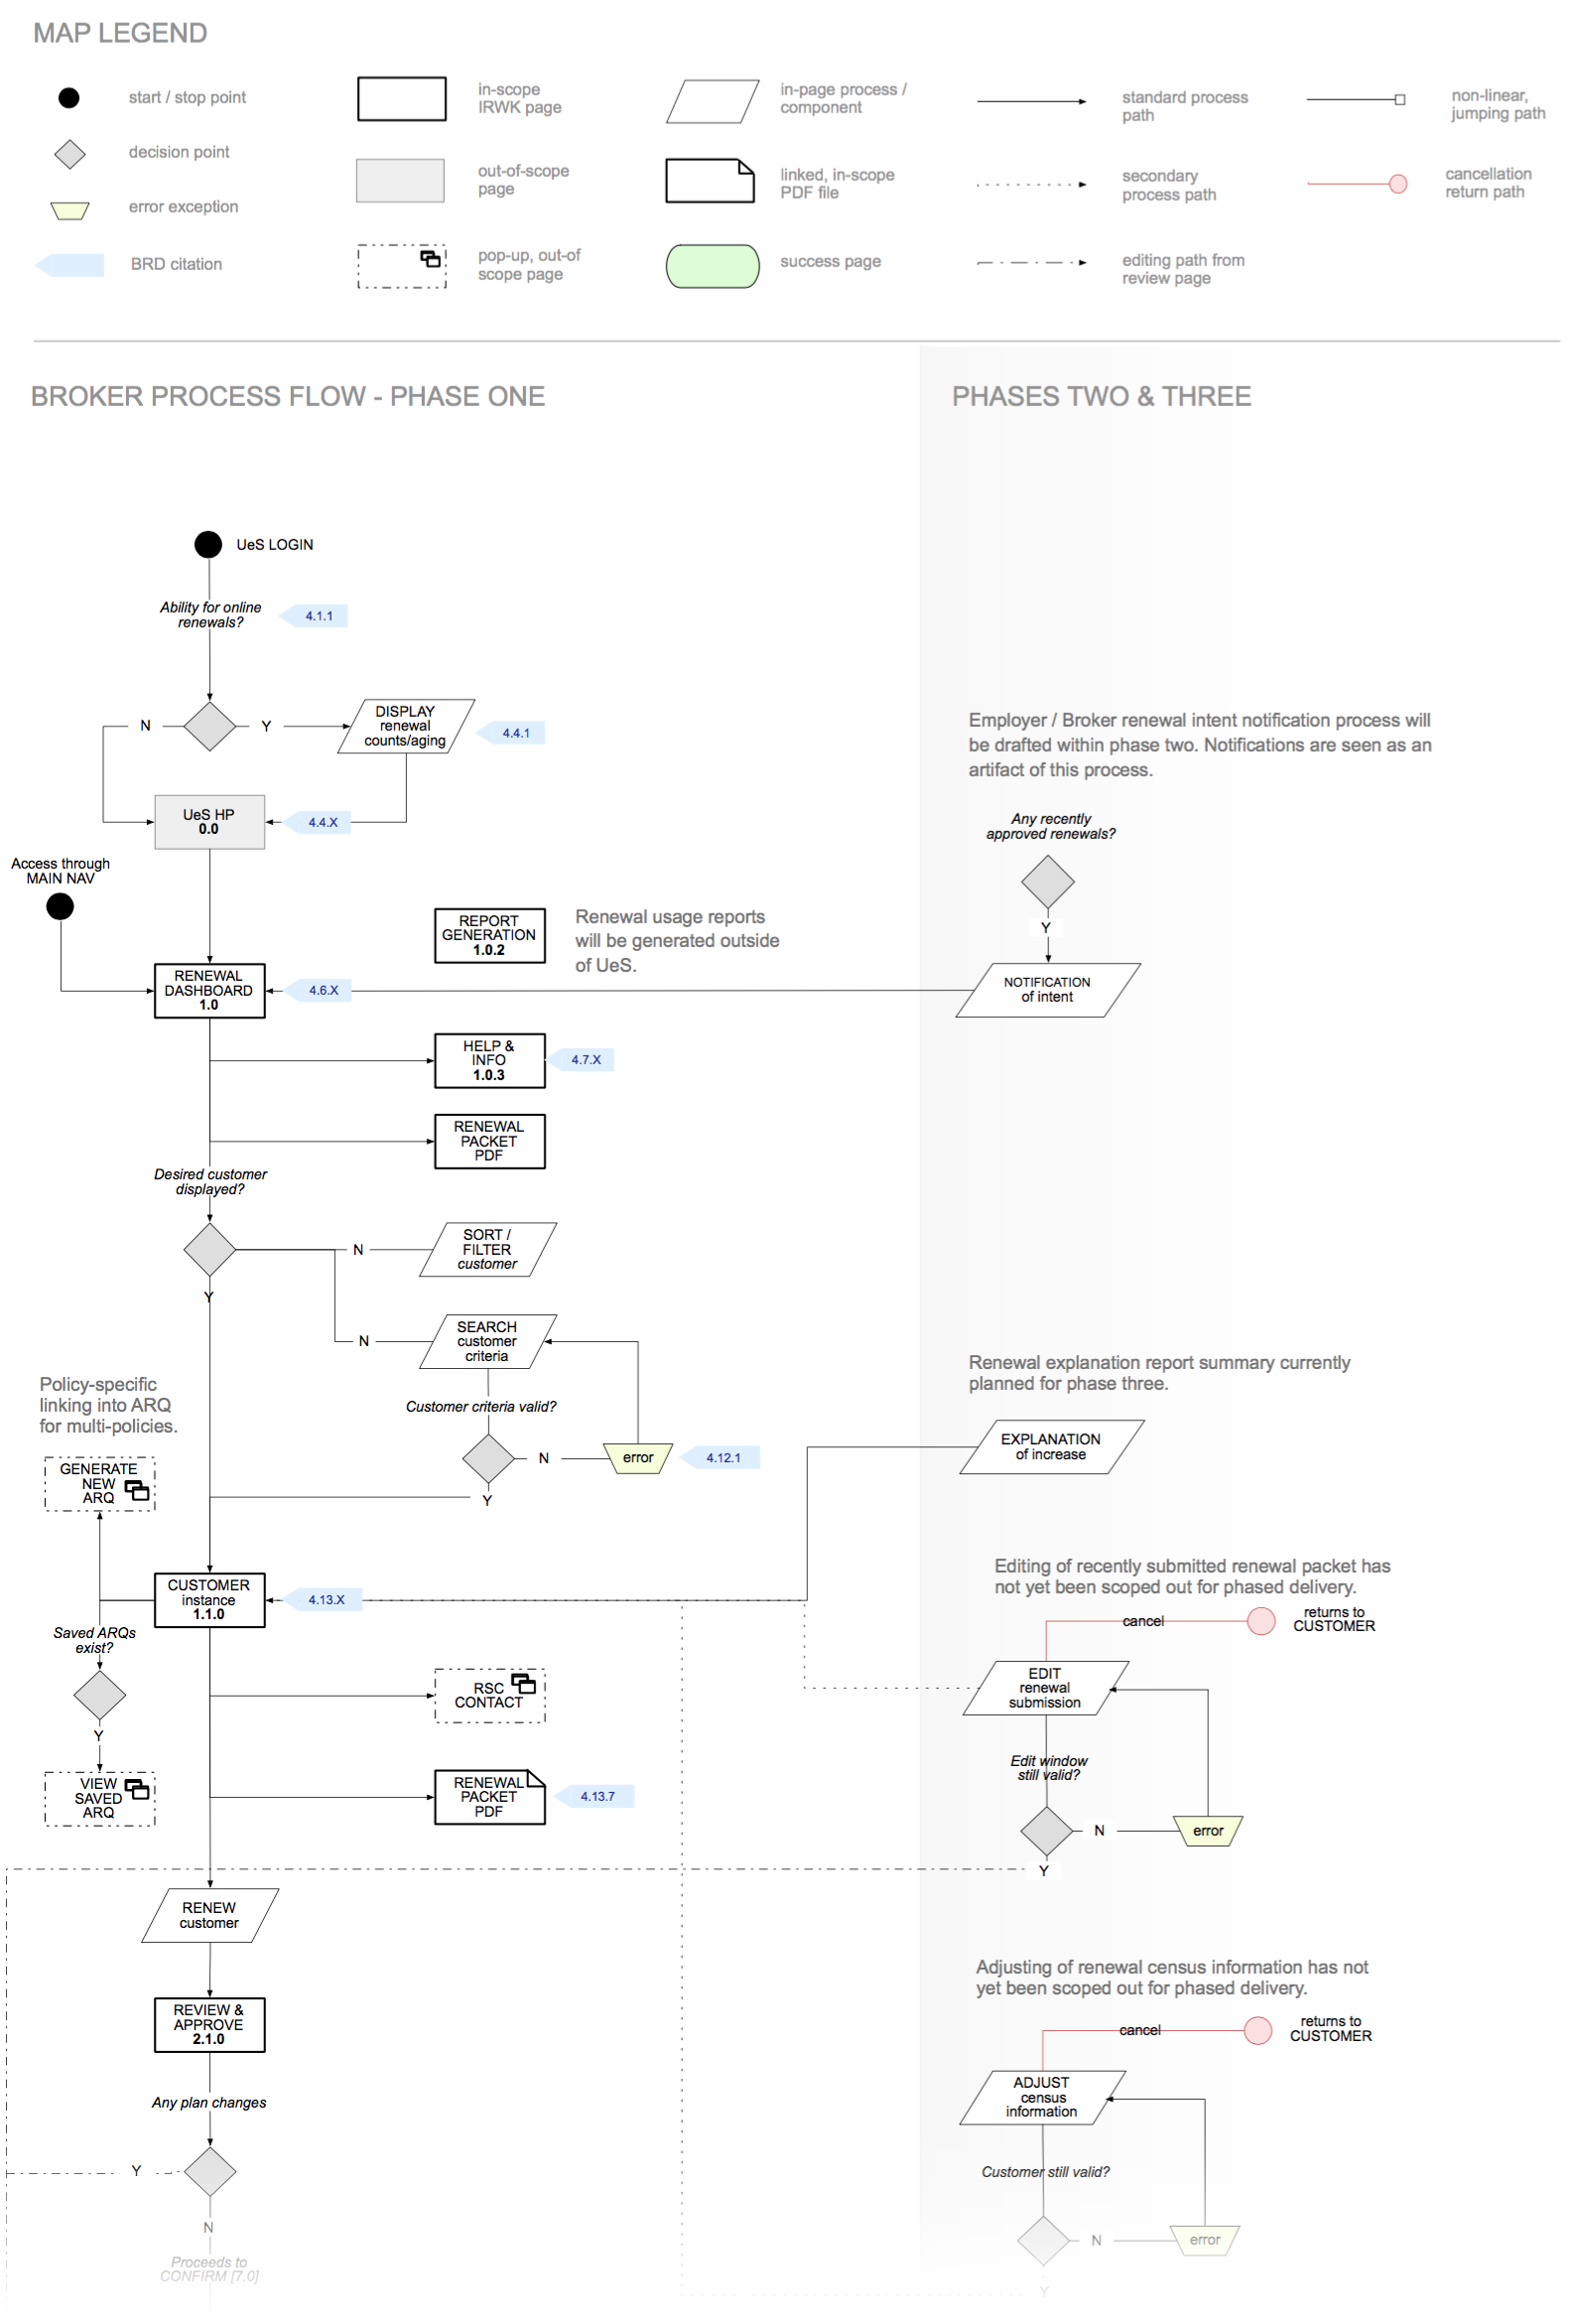 MAP LEGEND
start / stop point
decision point
error exception
BRD citation
in-scope
IRWK page
out-of-scope
page
pop-up, out-of
scope page
in-page process /
component
linked, in-scope
PDF file
success page
standard process
path
secondary
process path
editing path from
review page
non-linear,
jumping path
cancellation
return path
BROKER PROCESS FLOW - PHASE ONE
UeS LOGIN
Ability for online
renewals?
4.1.1
N
Y
DISPLAY
renewal
counts/aging
4.4.1
UeS HP
0.0
4.4.X
Access through
MAIN NAV
REPORT
GENERATION
1.0.2
Renewal usage reports
will be generated outside
of UeS.
RENEWAL
DASHBOARD
1.0
4.6.X
HELP &
INFO
1.0.3
4.7.X
RENEWAL
PACKET
PDF
Desired customer
displayed?
N
SORT /
FILTER
customer
Y
N
SEARCH
customer
criteria
Customer criteria valid?
N
error
4.12.1
Y
Policy-specific
linking into ARQ
for multi-policies.
GENERATE
NEW
ARQ
CUSTOMER
instance
1.1.0
4.13.X
Saved ARQs
exist?
Y
VIEW
SAVED
ARQ
RSC
CONTACT
RENEWAL
PACKET
PDF
4.13.7
RENEW
customer
REVIEW &
APPROVE
2.1.0
Any plan changes
Y
N
Proceeds to
CONFIRM [7.0]
PHASES TWO & THREE
Employer / Broker renewal intent notification process will
be drafted within phase two. Notifications are seen as an
artifact of this process.
Any recently
approved renewals?
Y
NOTIFICATION
of intent
Renewal explanation report summary currently
planned for phase three.
EXPLANATION
of increase
Editing of recently submitted renewal packet has
not yet been scoped out for phased delivery.
cancel
returns to
CUSTOMER
EDIT
renewal
submission
Edit window
still valid?
N
error
Y
Adjusting of renewal census information has not
yet been scoped out for phased delivery.
cancel
returns to
CUSTOMER
ADJUST
census
information
Customer still valid?
N
error
Y